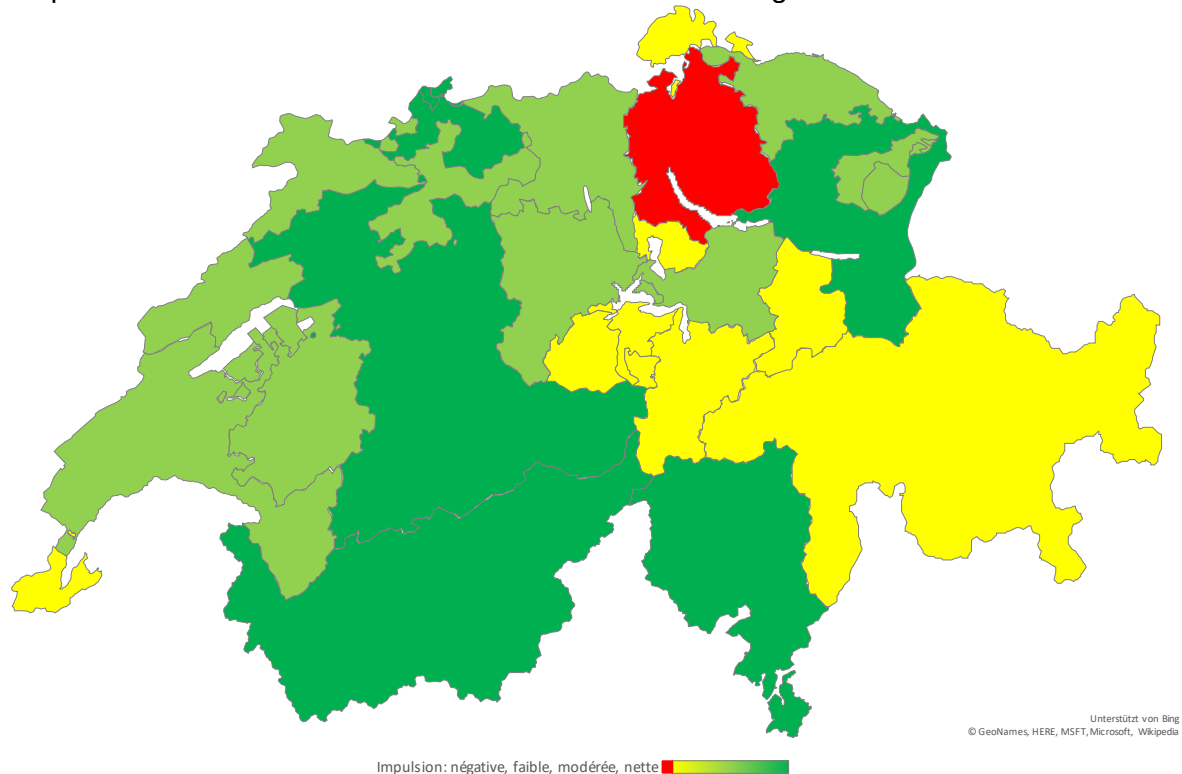 Unterstützt von Bing
© GeoNames, HERE, MSFT, Microsoft, Wikipedia
Impulsion: négative, faible, modérée, nette